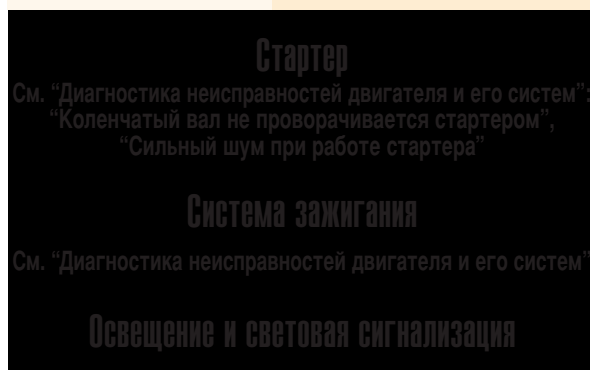 Стартер
См. “Диагностика неисправностей двигателя и его систем”:
“Коленчатый вал не проворачивается стартером”,
“Сильный шум при работе стартера”
Система зажигания
См. “Диагностика неисправностей двигателя и его систем”
Освещение и световая сигнализация